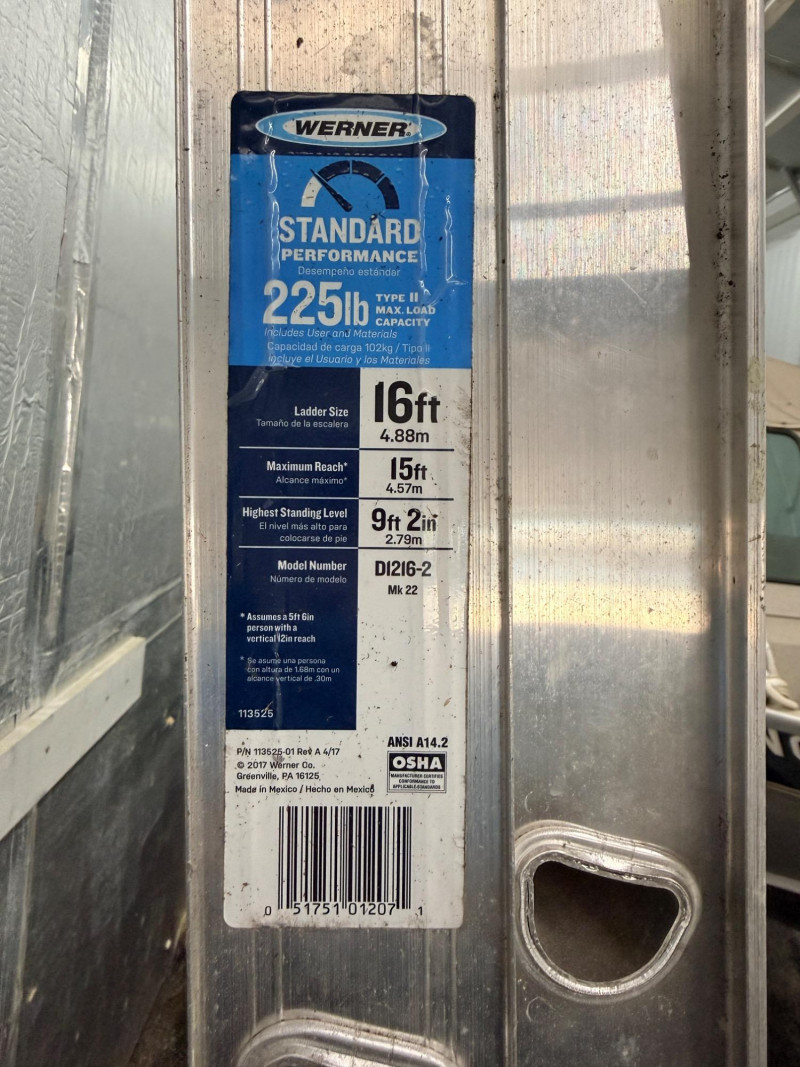 WERNER
STANDARD
PERFORMANCE
Desempeño estándar
225lb TYPE II MAX. LOAD CAPACITY
Includes User and Materials
Capacidad de carga 102kg / Tipo II
Incluye el Usuario y los Materiales
Ladder Size
Tamaño de la escalera
16ft
4.88m
Maximum Reach*
Alcance máximo*
15ft
4.57m
Highest Standing Level
El nivel más alto para
colocarse de pie
9ft 2in
2.79m
Model Number
Número de modelo
D1216-2
Mk 22
* Assumes a 5ft 6in
person with a
vertical 12in reach
* Se asume una persona
con altura de 1.68m con un
alcance vertical de .30m
113525
P/N 113525-01 Rev A 4/17
© 2017 Werner Co.
Greenville, PA 16125
Made in Mexico / Hecho en Mexico
ANSI A14.2
OSHA
MANUFACTURER CERTIFIES
CONFORMANCE TO
APPLICABLE STANDARDS
0 51751 01207 1